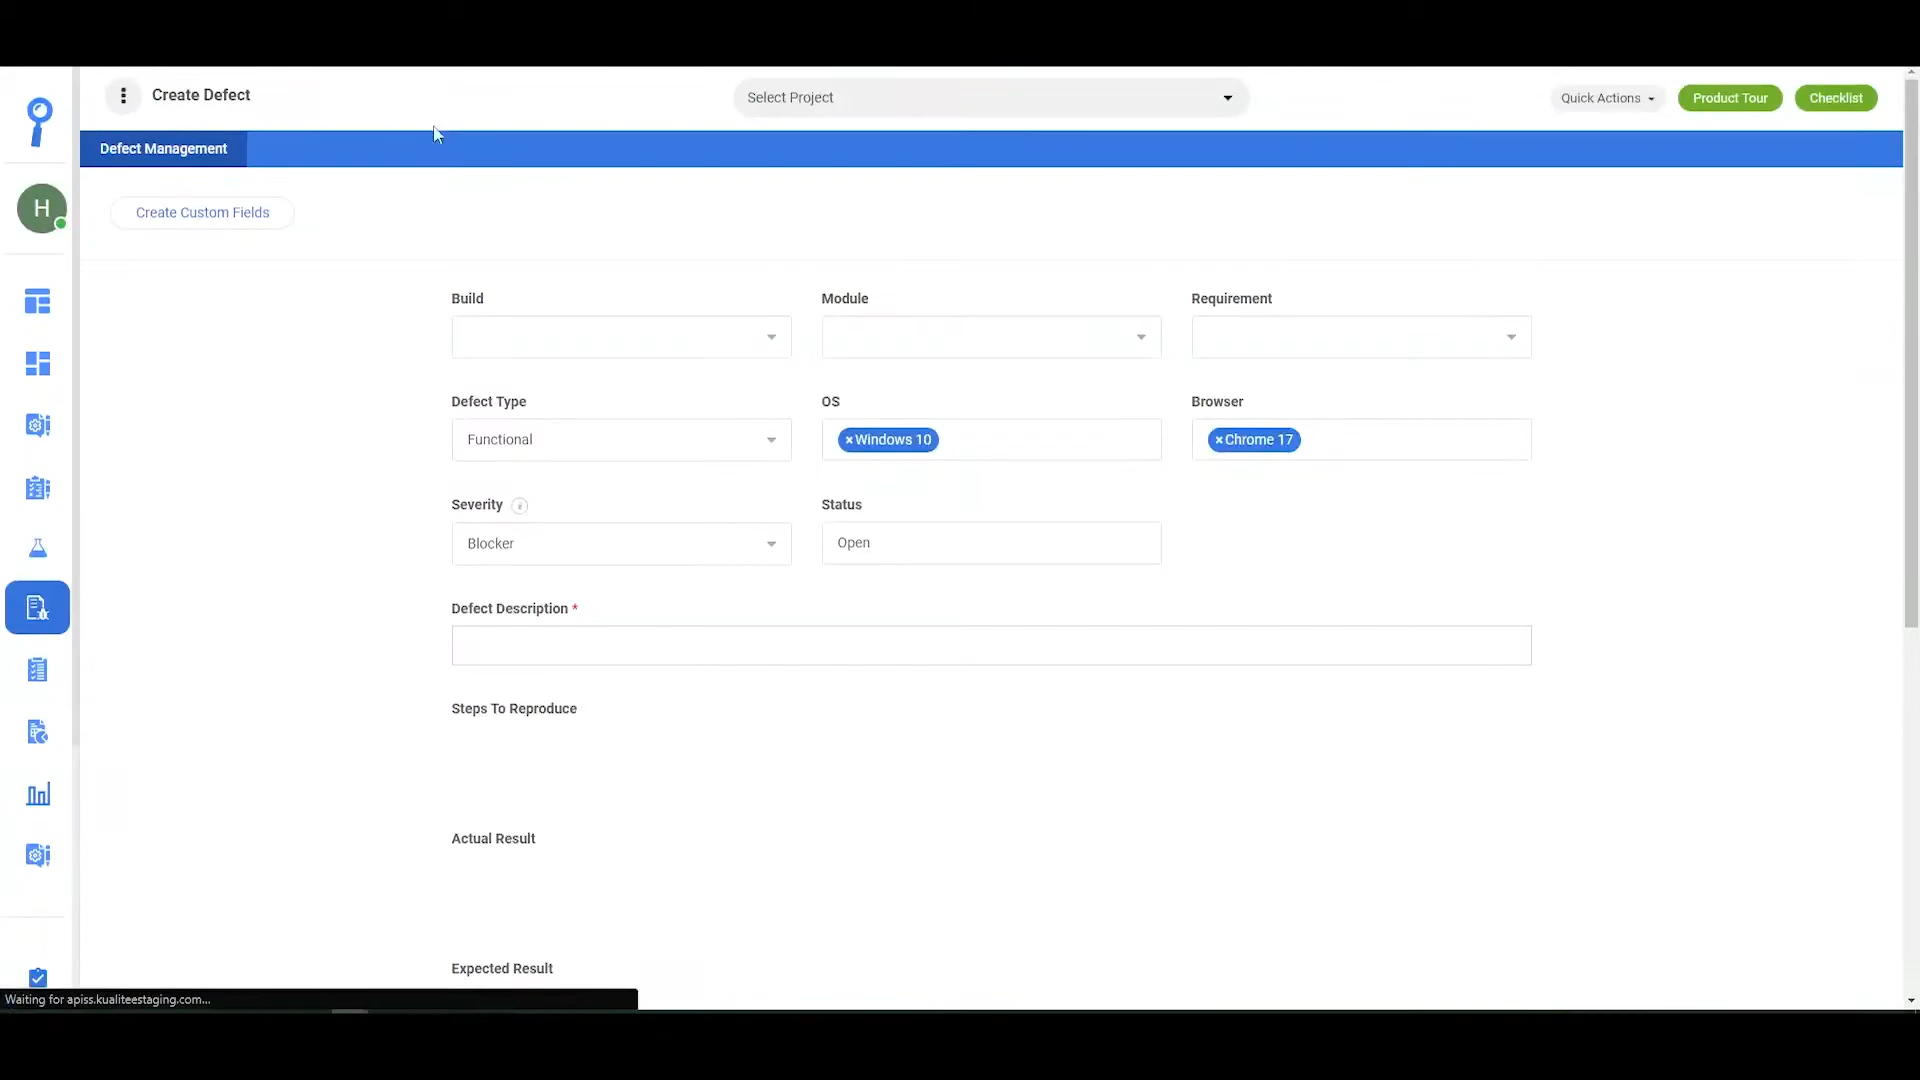 Create Defect
Select Project
Quick Actions
Product Tour
Checklist
Defect Management
H
Create Custom Fields
Build
Module
Requirement
Defect Type
OS
Browser
Functional
×Windows 10
×Chrome 17
Severity i
Status
Blocker
Open
Defect Description *
Steps To Reproduce
Actual Result
Expected Result
Waiting for apiss.kualiteestaging.com...